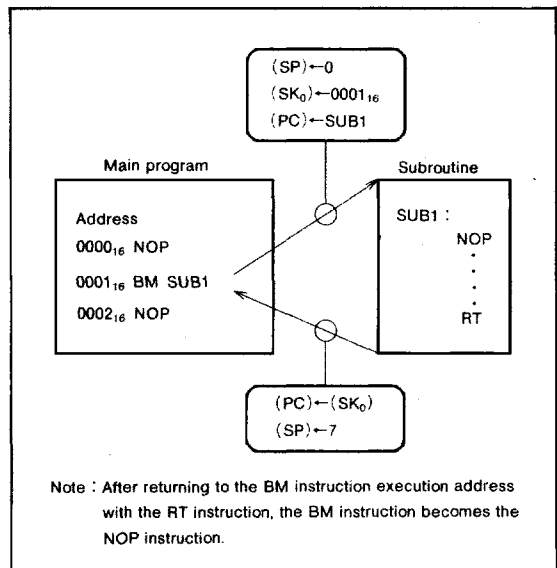 (SP)←0
(SK₀)←0001₁₆
(PC)←SUB1
Main program
Subroutine
Address
0000₁₆ NOP
0001₁₆ BM SUB1
0002₁₆ NOP
SUB1 :
NOP
·
·
·
·
RT
(PC)←(SK₀)
(SP)←7
Note : After returning to the BM instruction execution address
with the RT instruction, the BM instruction becomes the
NOP instruction.